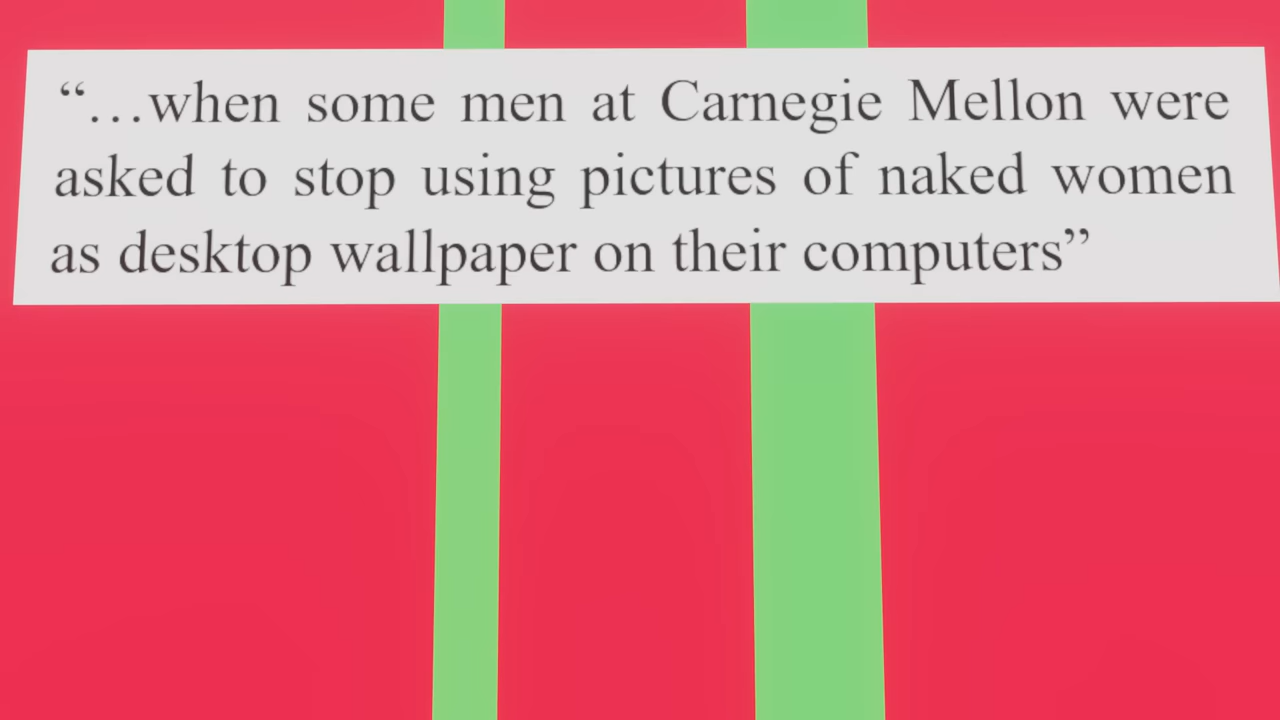 “…when some men at Carnegie Mellon were
asked to stop using pictures of naked women
as desktop wallpaper on their computers”